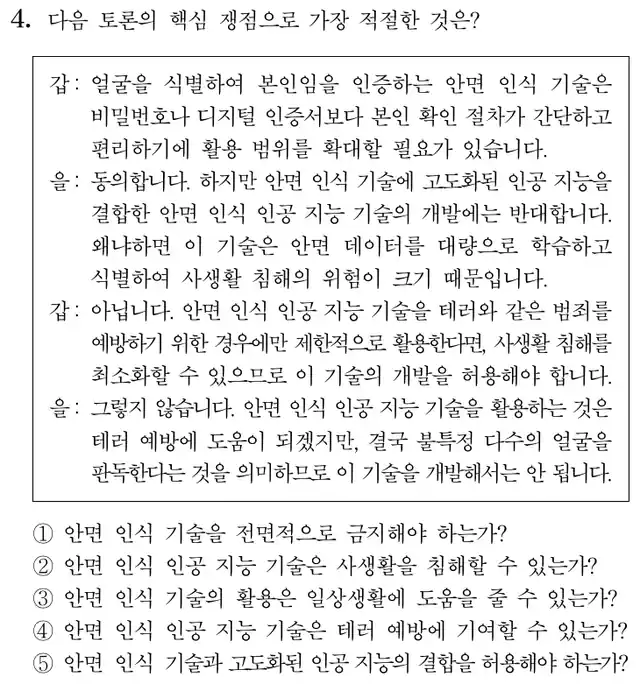 4. 다음 토론의 핵심 쟁점으로 가장 적절한 것은?
갑: 얼굴을 식별하여 본인임을 인증하는 안면 인식 기술은
비밀번호나 디지털 인증서보다 본인 확인 절차가 간단하고
편리하기에 활용 범위를 확대할 필요가 있습니다.
을: 동의합니다. 하지만 안면 인식 기술에 고도화된 인공 지능을
결합한 안면 인식 인공 지능 기술의 개발에는 반대합니다.
왜냐하면 이 기술은 안면 데이터를 대량으로 학습하고
식별하여 사생활 침해의 위험이 크기 때문입니다.
갑: 아닙니다. 안면 인식 인공 지능 기술을 테러와 같은 범죄를
예방하기 위한 경우에만 제한적으로 활용한다면, 사생활 침해를
최소화할 수 있으므로 이 기술의 개발을 허용해야 합니다.
을: 그렇지 않습니다. 안면 인식 인공 지능 기술을 활용하는 것은
테러 예방에 도움이 되겠지만, 결국 불특정 다수의 얼굴을
판독한다는 것을 의미하므로 이 기술을 개발해서는 안 됩니다.
① 안면 인식 기술을 전면적으로 금지해야 하는가?
② 안면 인식 인공 지능 기술은 사생활을 침해할 수 있는가?
③ 안면 인식 기술의 활용은 일상생활에 도움을 줄 수 있는가?
④ 안면 인식 인공 지능 기술은 테러 예방에 기여할 수 있는가?
⑤ 안면 인식 기술과 고도화된 인공 지능의 결합을 허용해야 하는가?